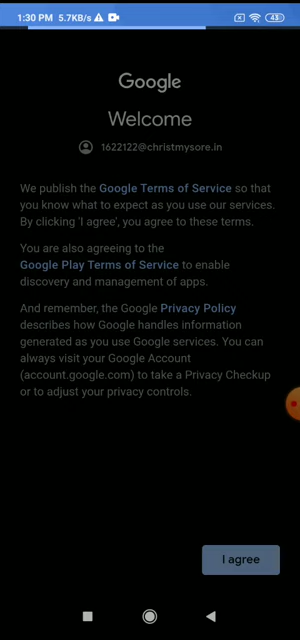 1:30 PM 5.7KB/s
43
Google
Welcome
1622122@christmysore.in
We publish the Google Terms of Service so that
you know what to expect as you use our services.
By clicking 'I agree', you agree to these terms.
You are also agreeing to the
Google Play Terms of Service to enable
discovery and management of apps.
And remember, the Google Privacy Policy
describes how Google handles information
generated as you use Google services. You can
always visit your Google Account
(account.google.com) to take a Privacy Checkup
or to adjust your privacy controls.
I agree